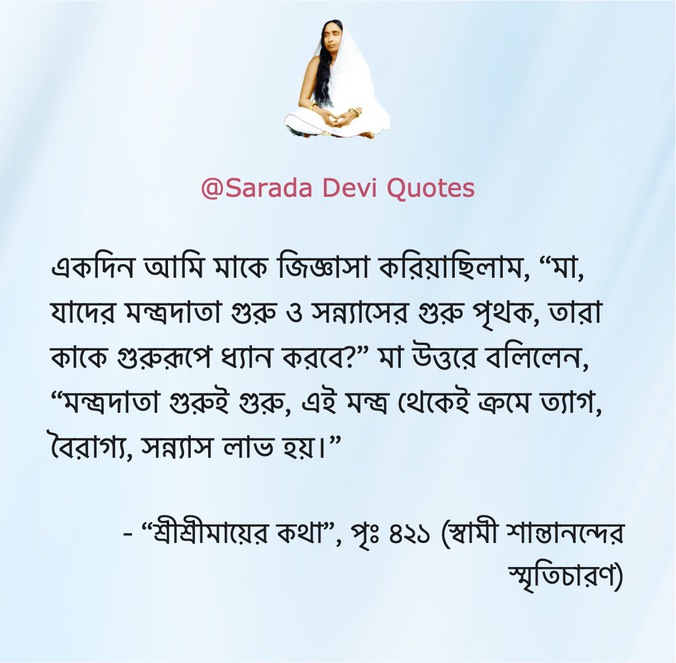 @Sarada Devi Quotes
একদিন আমি মাকে জিজ্ঞাসা করিয়াছিলাম, “মা,
যাদের মন্ত্রদাতা গুরু ও সন্ন্যাসের গুরু পৃথক, তারা
কাকে গুরুরূপে ধ্যান করবে?” মা উত্তরে বলিলেন,
“মন্ত্রদাতা গুরুই গুরু, এই মন্ত্র থেকেই ক্রমে ত্যাগ,
বৈরাগ্য, সন্ন্যাস লাভ হয়।”
- “শ্রীশ্রীমায়ের কথা”, পৃঃ ৪২১ (স্বামী শান্তানন্দের
স্মৃতিচারণ)